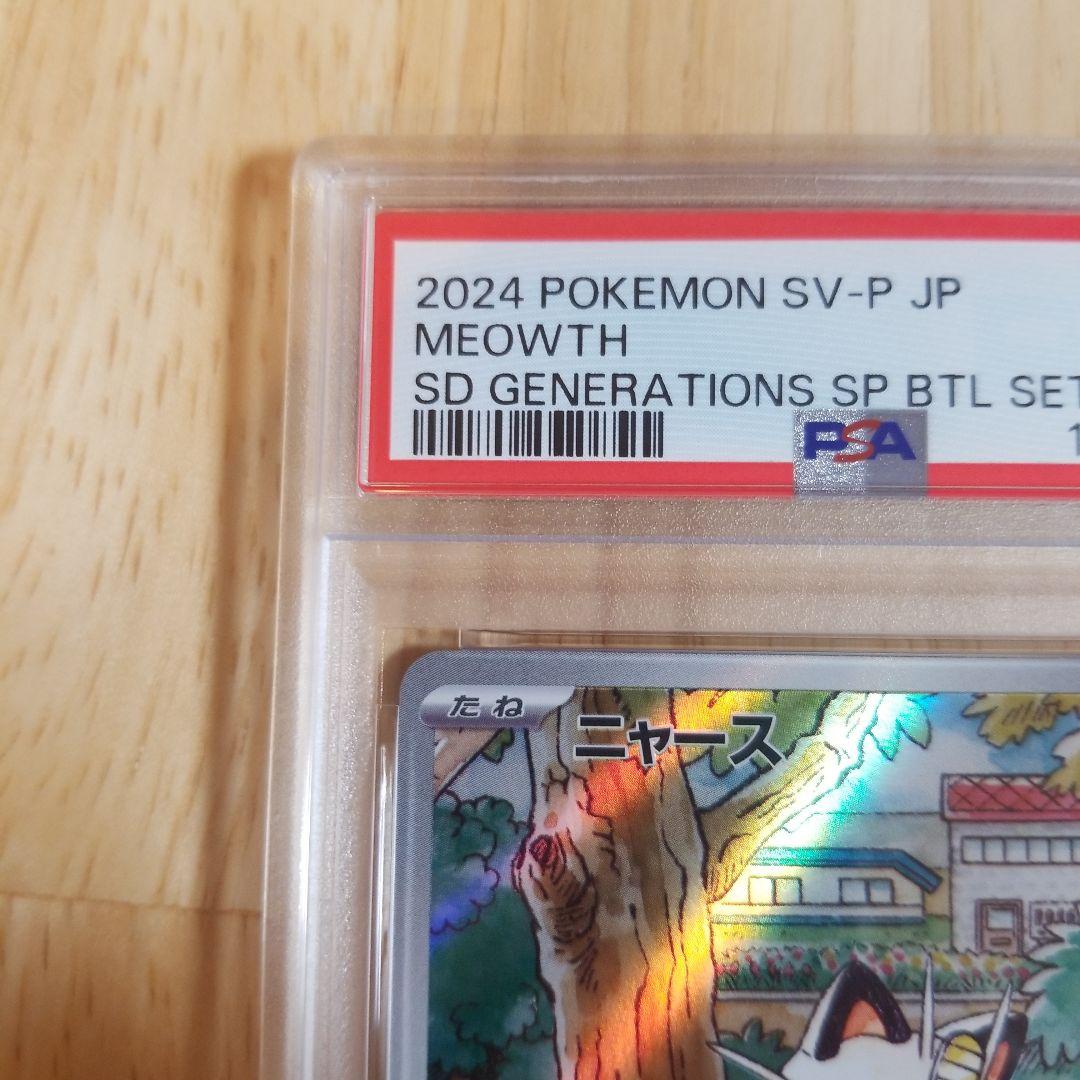 2024 POKEMON SV-P JP
MEOWTH
SD GENERATIONS SP BTL SET
PSA
たね
ニャース